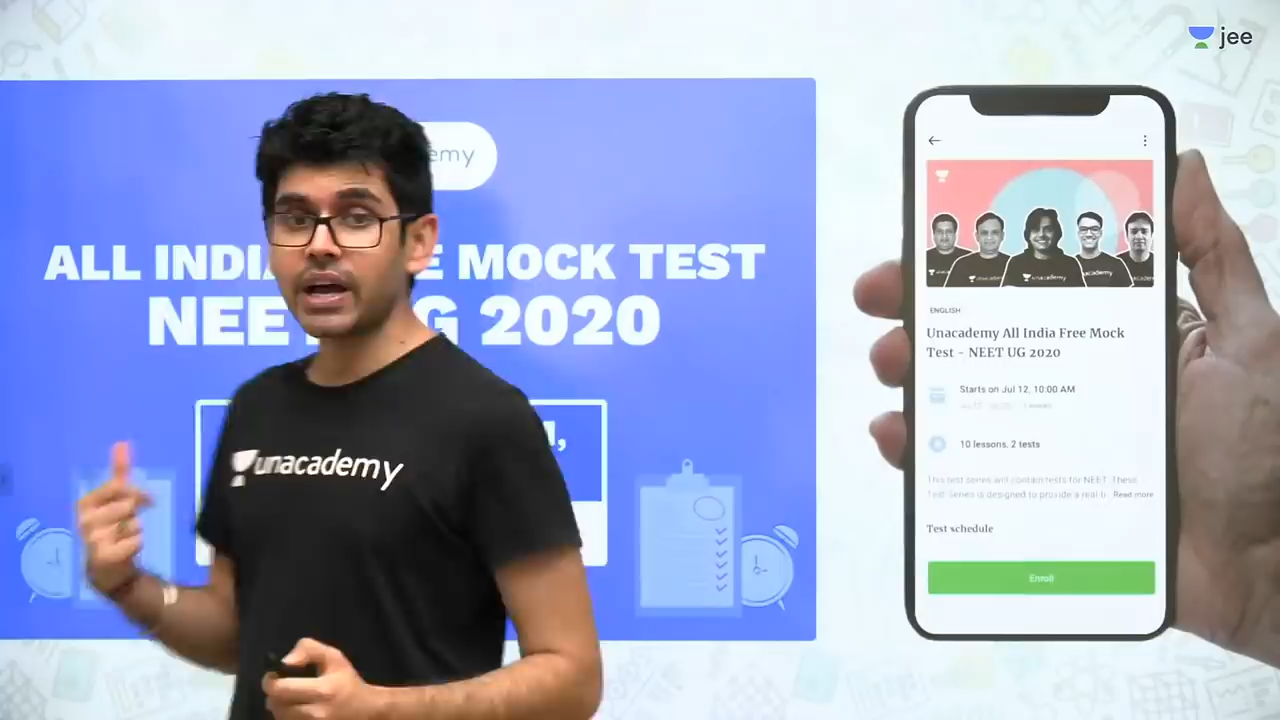 jee
emy
ALL INDIA FREE MOCK TEST
NEET UG 2020
unacademy
ENGLISH
Unacademy All India Free Mock
Test - NEET UG 2020
Starts on Jul 12, 10:00 AM
10 lessons, 2 tests
This test series will contain tests for NEET. These
Test Series is designed to provide a real li Read more
Test schedule
Enroll